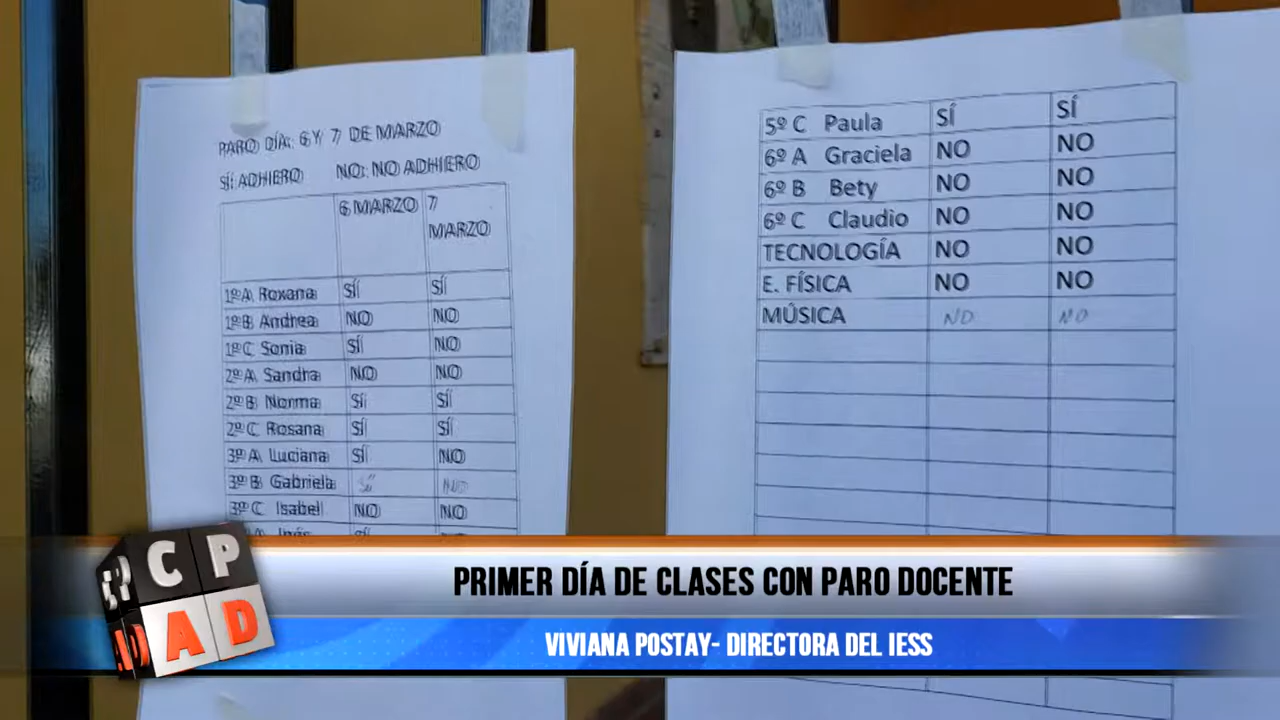 PARO DÍA: 6 Y 7 DE MARZO
SÍ: ADHIERO NO: NO ADHIERO
6 MARZO 7 MARZO
1º A Roxana SÍ SÍ
1º B Andrea NO NO
1º C Sonia SÍ NO
2º A Sandra NO NO
2º B Norma SÍ SÍ
2º C Rosana SÍ SÍ
3º A Luciana SÍ NO
3º B Gabriela SÍ NO
3º C Isabel NO NO
5º C Paula SÍ SÍ
6º A Graciela NO NO
6º B Bety NO NO
6º C Claudio NO NO
TECNOLOGÍA NO NO
E. FÍSICA NO NO
MÚSICA NO NO
CP
AD
PRIMER DÍA DE CLASES CON PARO DOCENTE
VIVIANA POSTAY- DIRECTORA DEL IESS